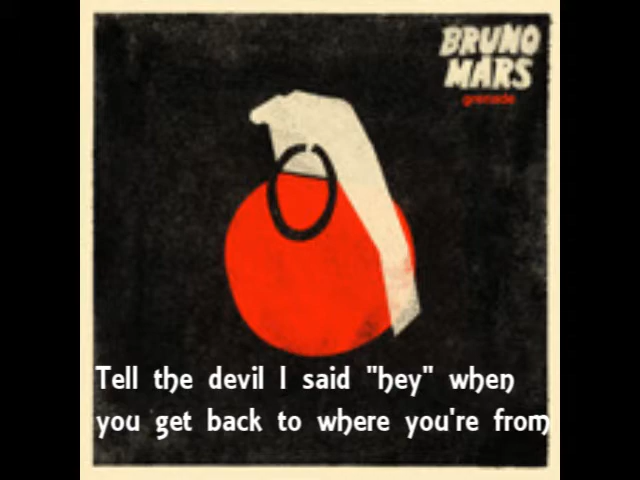 BRUNO
MARS
grenade
Tell the devil I said "hey" when
you get back to where you're from